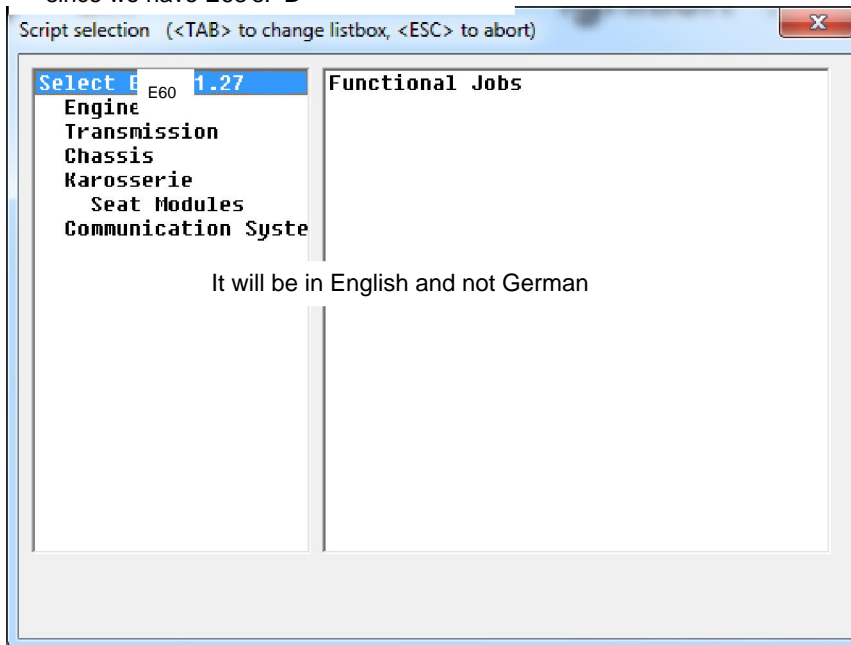 Script selection (<TAB> to change listbox, <ESC> to abort)
Select E60 1.27
Functional Jobs
Engine
Transmission
Chassis
Karosserie
Seat Modules
Communication Syste
It will be in English and not German